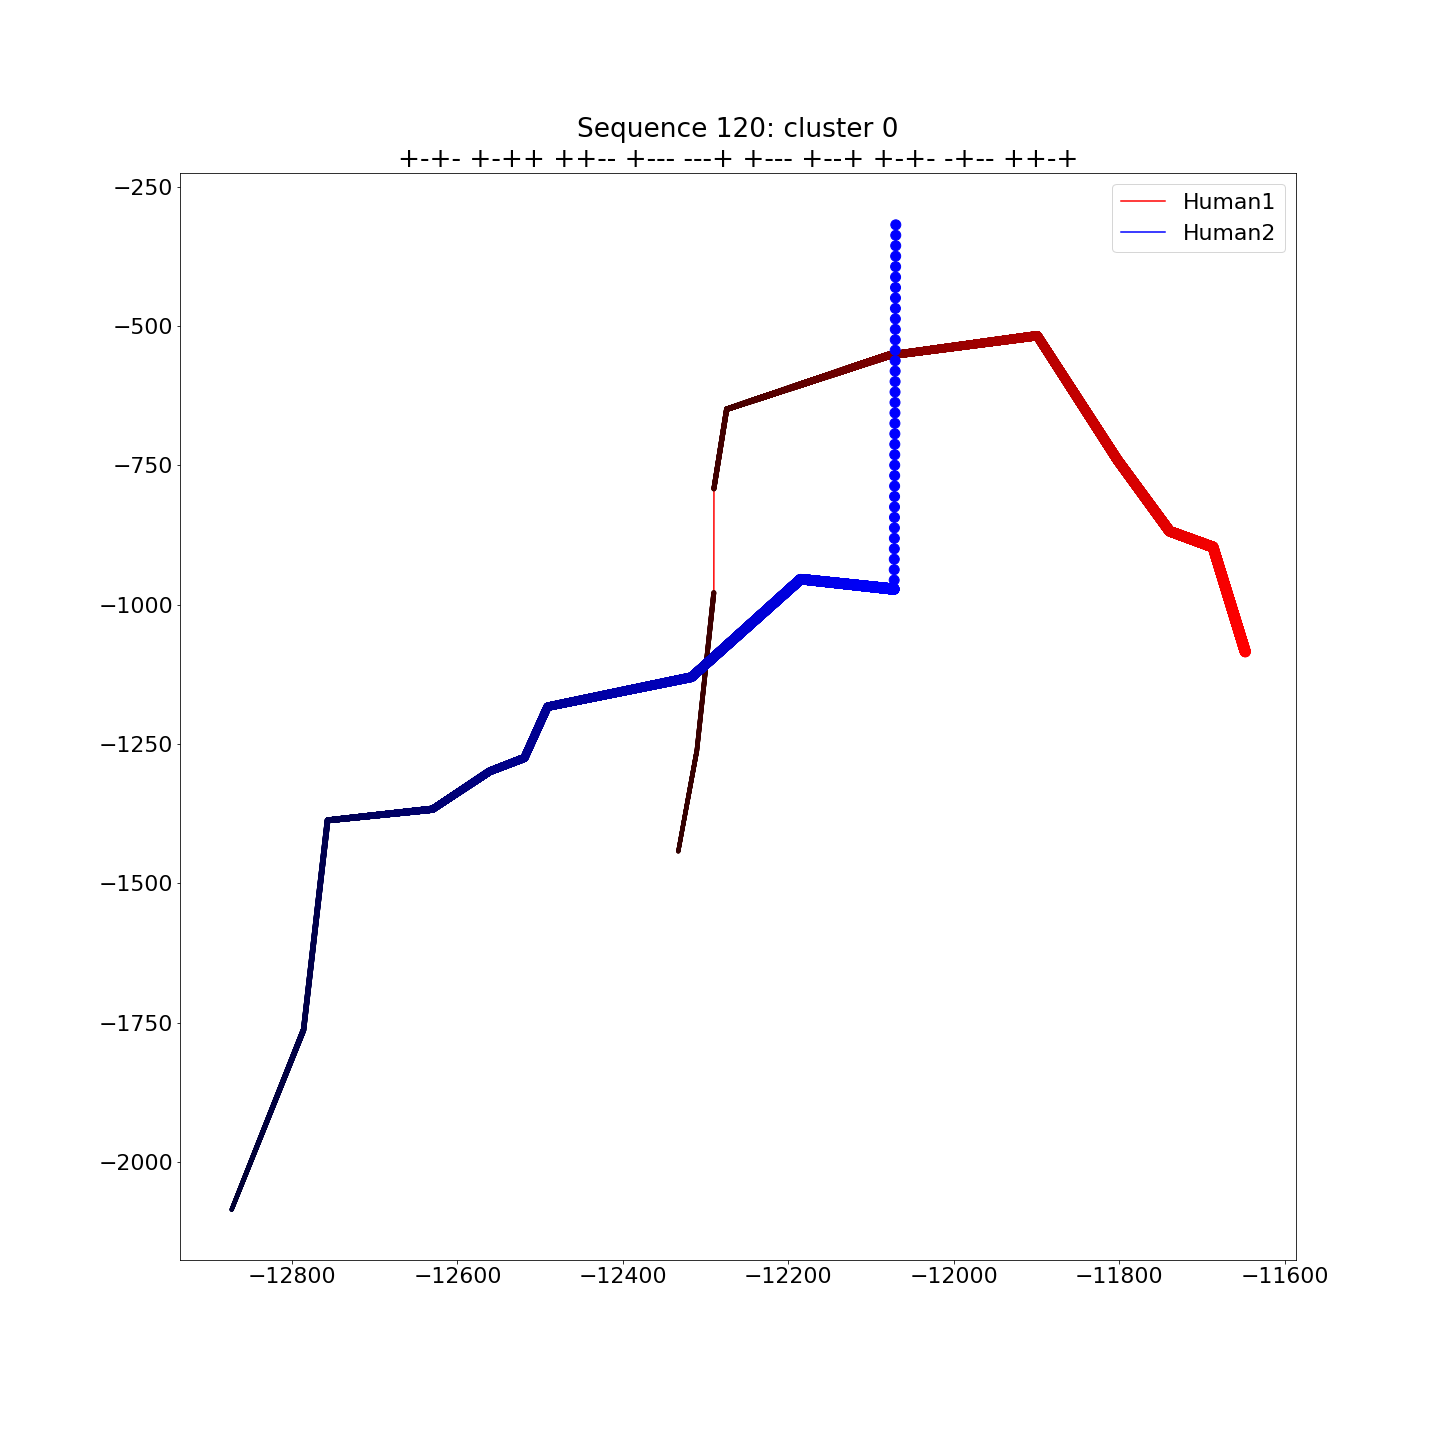 Sequence 120: cluster 0
+-+- +-++ ++-- +--- ---+ +--- +--+ +-+- -+-- ++-+
Human1
Human2
−250
−500
−750
−1000
−1250
−1500
−1750
−2000
−12800 −12600 −12400 −12200 −12000 −11800 −11600